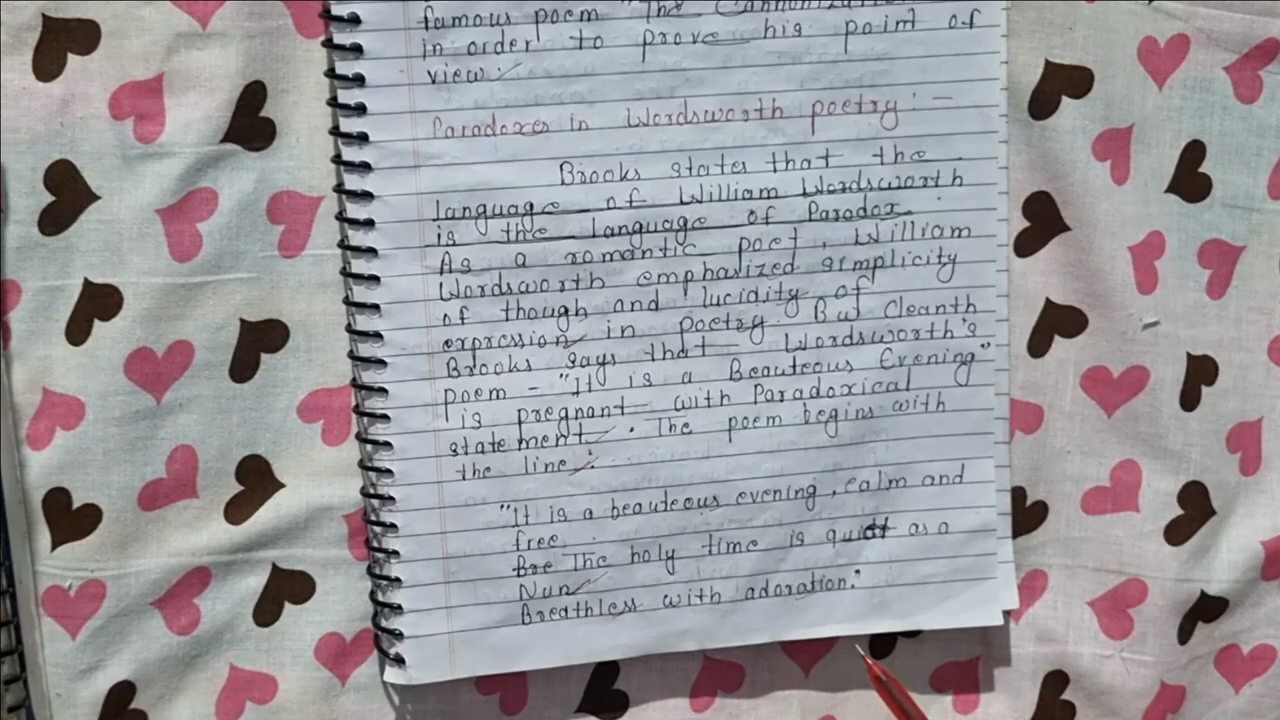 famous poem "The Cannonization
in order to prove his point of
view:-
Paradoxes in Wordsworth poetry:-
Brooks states that the
language of William Wordsworth
is the language of Paradox.
As a romantic poet, William
Wordsworth emphasized simplicity
of though and lucidity of
expression in poetry. But Cleanth
Brooks says that Wordsworth's
poem - "It is a Beauteous Evening"
is pregnant with Paradoxical
statement. The poem begins with
the line:-
"It is a beauteous evening, calm and
free
The holy time is quiet as a
Nun
Breathless with adoration."